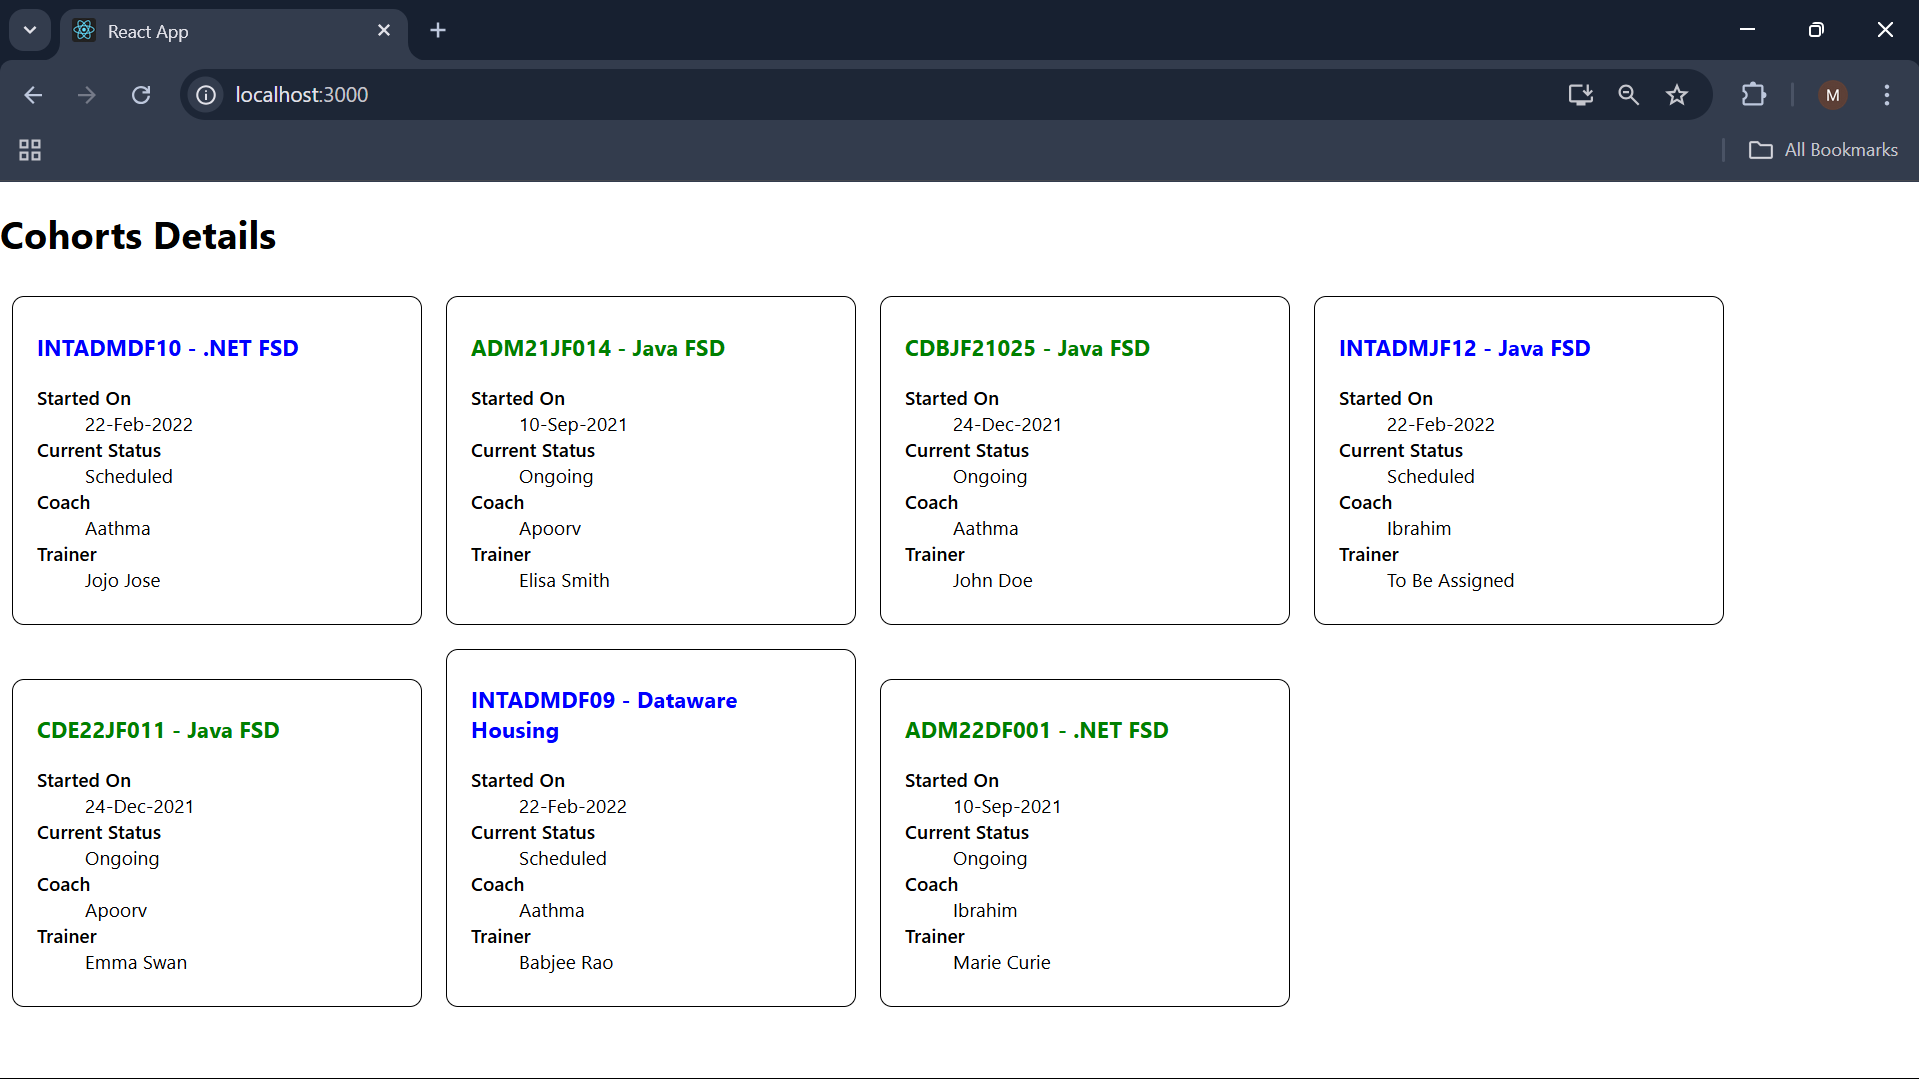 React App
localhost:3000
M
All Bookmarks
Cohorts Details
INTADMDF10 - .NET FSD
Started On
22-Feb-2022
Current Status
Scheduled
Coach
Aathma
Trainer
Jojo Jose
ADM21JF014 - Java FSD
Started On
10-Sep-2021
Current Status
Ongoing
Coach
Apoorv
Trainer
Elisa Smith
CDBJF21025 - Java FSD
Started On
24-Dec-2021
Current Status
Ongoing
Coach
Aathma
Trainer
John Doe
INTADMJF12 - Java FSD
Started On
22-Feb-2022
Current Status
Scheduled
Coach
Ibrahim
Trainer
To Be Assigned
CDE22JF011 - Java FSD
Started On
24-Dec-2021
Current Status
Ongoing
Coach
Apoorv
Trainer
Emma Swan
INTADMDF09 - Dataware
Housing
Started On
22-Feb-2022
Current Status
Scheduled
Coach
Aathma
Trainer
Babjee Rao
ADM22DF001 - .NET FSD
Started On
10-Sep-2021
Current Status
Ongoing
Coach
Ibrahim
Trainer
Marie Curie